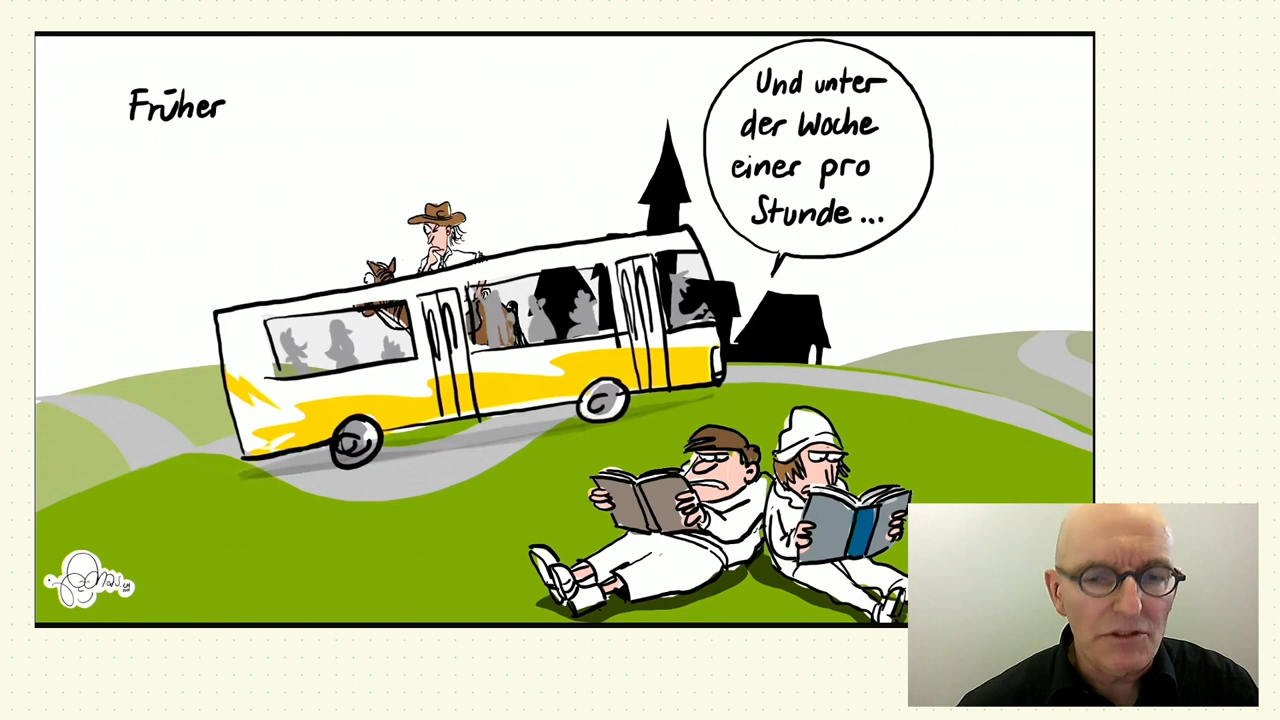 Früher
Und unter
der Woche
einer pro
Stunde...